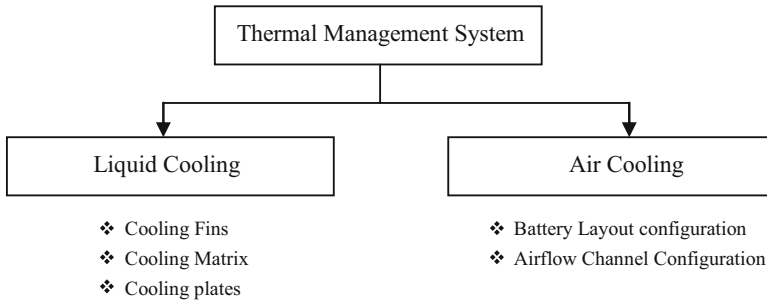 Thermal Management System
Liquid Cooling
Air Cooling
❖ Cooling Fins
❖ Cooling Matrix
❖ Cooling plates
❖ Battery Layout configuration
❖ Airflow Channel Configuration